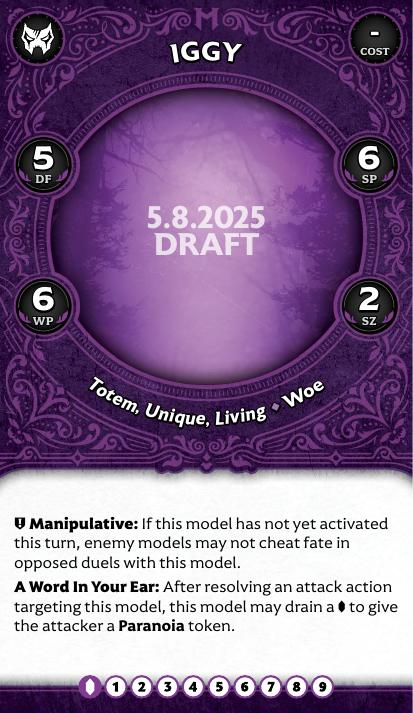 IGGY
-
COST
5
DF
6
SP
5.8.2025
DRAFT
6
WP
2
SZ
Totem, Unique, Living ⬥ Woe
Manipulative: If this model has not yet activated
this turn, enemy models may not cheat fate in
opposed duels with this model.
A Word In Your Ear: After resolving an attack action
targeting this model, this model may drain a ⬧ to give
the attacker a Paranoia token.
1 2 3 4 5 6 7 8 9